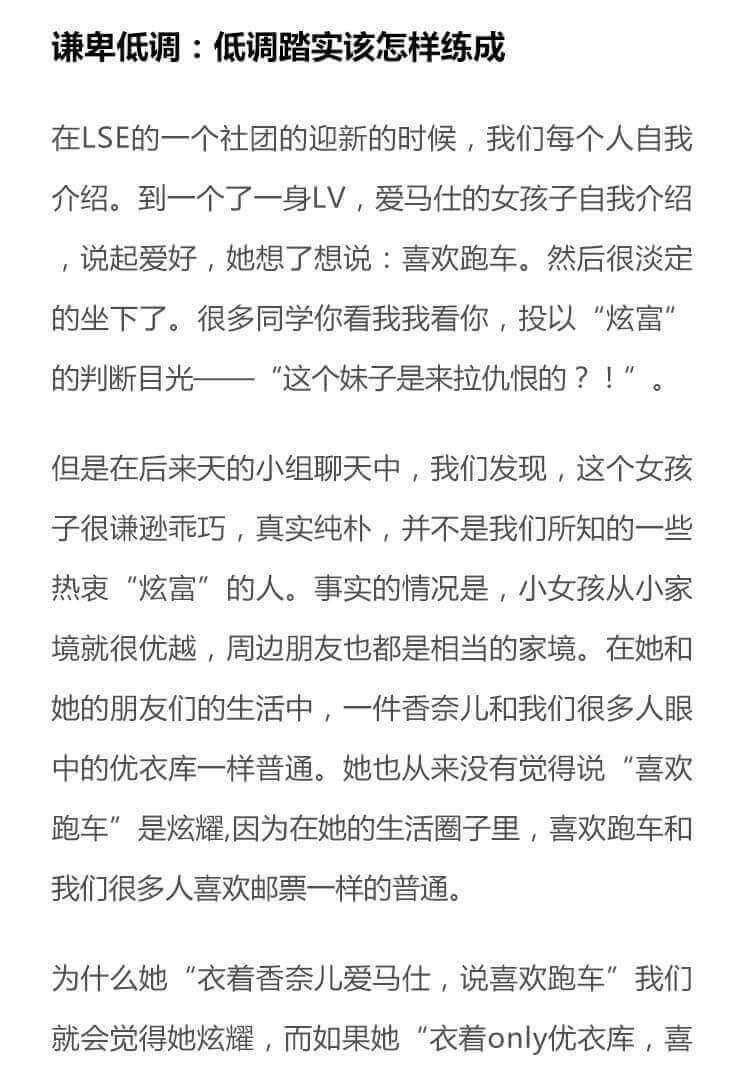 谦卑低调：低调踏实该怎样练成
在LSE的一个社团的迎新的时候，我们每个人自我
介绍。到一个了一身LV，爱马仕的女孩子自我介绍
，说起爱好，她想了想说：喜欢跑车。然后很淡定
的坐下了。很多同学你看我我看你，投以“炫富”
的判断目光——“这个妹子是来拉仇恨的？！”。
但是在后来天的小组聊天中，我们发现，这个女孩
子很谦逊乖巧，真实纯朴，并不是我们所知的一些
热衷“炫富”的人。事实的情况是，小女孩从小家
境就很优越，周边朋友也都是相当的家境。在她和
她的朋友们的生活中，一件香奈儿和我们很多人眼
中的优衣库一样普通。她也从来没有觉得说“喜欢
跑车”是炫耀,因为在她的生活圈子里，喜欢跑车和
我们很多人喜欢邮票一样的普通。
为什么她“衣着香奈儿爱马仕，说喜欢跑车”我们
就会觉得她炫耀，而如果她“衣着only优衣库，喜